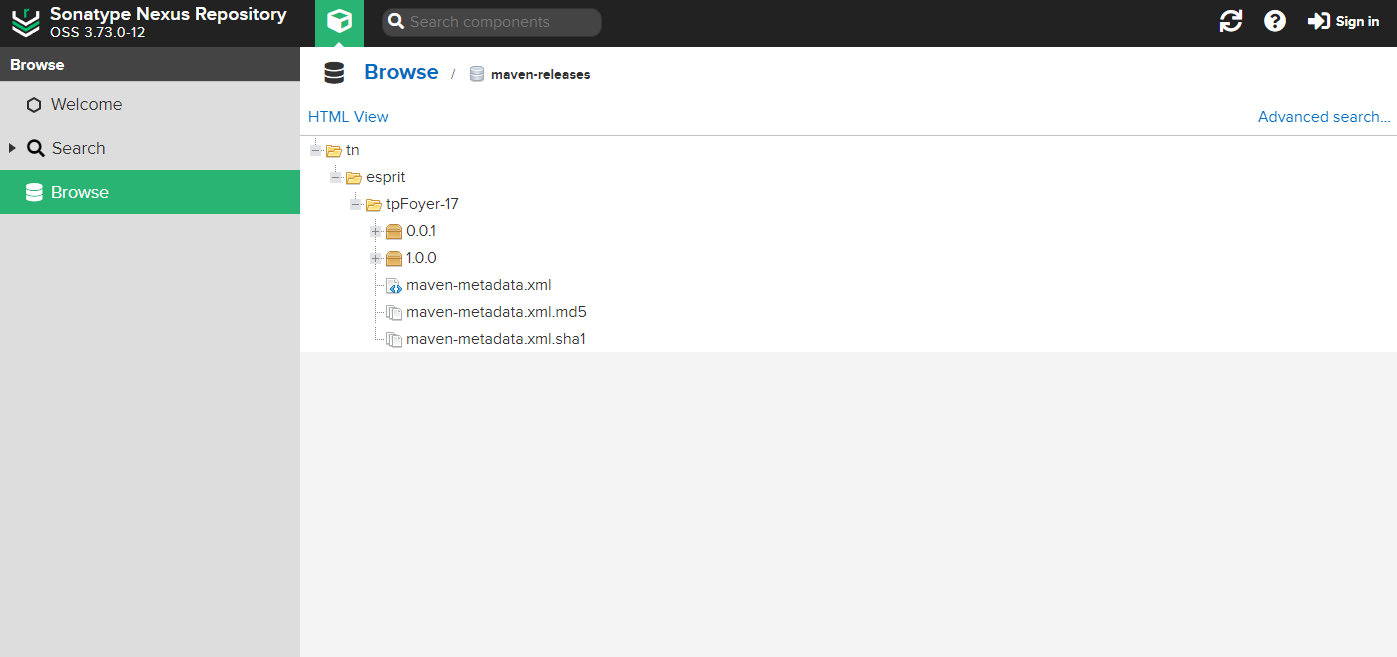 Sonatype Nexus Repository
OSS 3.73.0-12
Search components
Sign in
Browse
Welcome
Search
Browse
Browse / maven-releases
HTML View
Advanced search...
tn
esprit
tpFoyer-17
0.0.1
1.0.0
maven-metadata.xml
maven-metadata.xml.md5
maven-metadata.xml.sha1